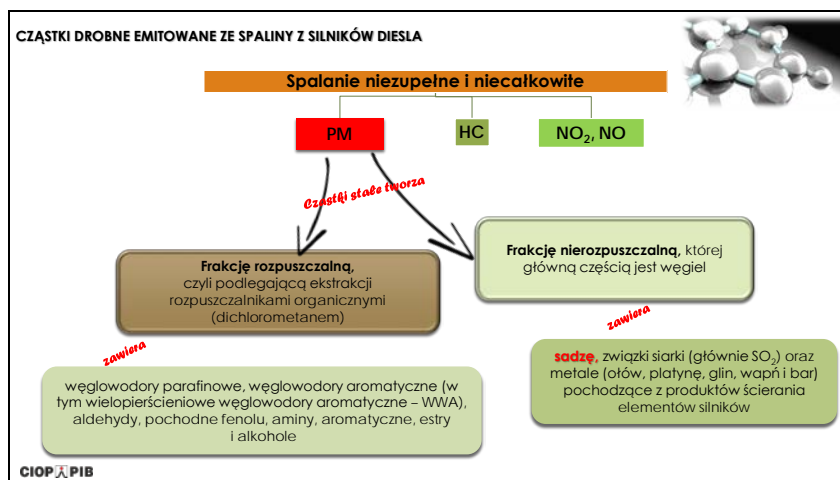 CZĄSTKI DROBNE EMITOWANE ZE SPALINY Z SILNIKÓW DIESLA
Spalanie niezupełne i niecałkowite
PM
HC
NO₂, NO
Cząstki stałe tworza
Frakcję rozpuszczalną,
czyli podlegającą ekstrakcji
rozpuszczalnikami organicznymi
(dichlorometanem)
Frakcję nierozpuszczalną, której
główną częścią jest węgiel
zawiera
zawiera
węglowodory parafinowe, węglowodory aromatyczne (w
tym wielopierścieniowe węglowodory aromatyczne – WWA),
aldehydy, pochodne fenolu, aminy, aromatyczne, estry
i alkohole
sadzę, związki siarki (głównie SO₂) oraz
metale (ołów, platynę, glin, wapń i bar)
pochodzące z produktów ścierania
elementów silników
CIOP PIB